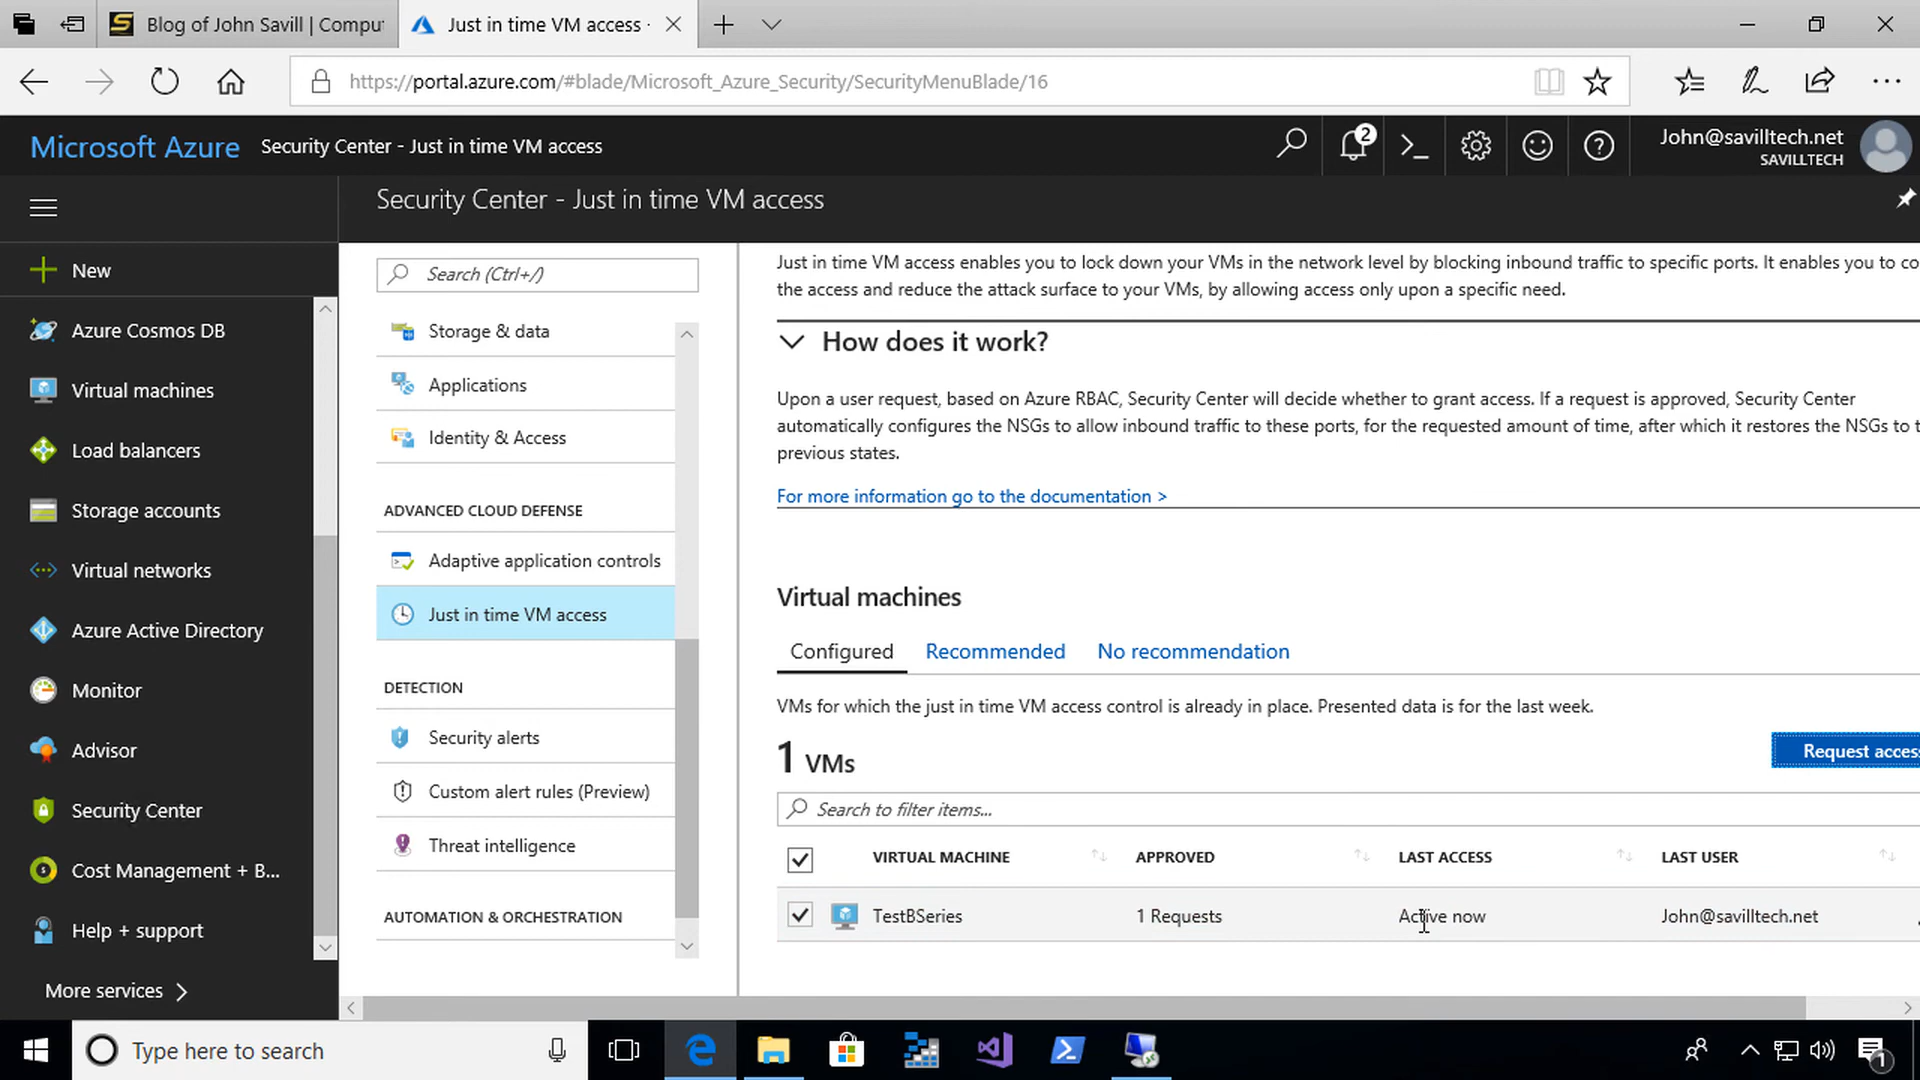 Blog of John Savill | Comput
Just in time VM access ·
https://portal.azure.com/#blade/Microsoft_Azure_Security/SecurityMenuBlade/16
Microsoft Azure
Security Center - Just in time VM access
2
John@savilltech.net
SAVILLTECH
Security Center - Just in time VM access
New
Azure Cosmos DB
Virtual machines
Load balancers
Storage accounts
Virtual networks
Azure Active Directory
Monitor
Advisor
Security Center
Cost Management + B...
Help + support
More services
Search (Ctrl+/)
Storage & data
Applications
Identity & Access
ADVANCED CLOUD DEFENSE
Adaptive application controls
Just in time VM access
DETECTION
Security alerts
Custom alert rules (Preview)
Threat intelligence
AUTOMATION & ORCHESTRATION
Just in time VM access enables you to lock down your VMs in the network level by blocking inbound traffic to specific ports. It enables you to co
the access and reduce the attack surface to your VMs, by allowing access only upon a specific need.
How does it work?
Upon a user request, based on Azure RBAC, Security Center will decide whether to grant access. If a request is approved, Security Center
automatically configures the NSGs to allow inbound traffic to these ports, for the requested amount of time, after which it restores the NSGs to t
previous states.
For more information go to the documentation >
Virtual machines
Configured
Recommended
No recommendation
VMs for which the just in time VM access control is already in place. Presented data is for the last week.
1 VMs
Request access
Search to filter items...
VIRTUAL MACHINE
APPROVED
LAST ACCESS
LAST USER
TestBSeries
1 Requests
Active now
John@savilltech.net
Type here to search
1